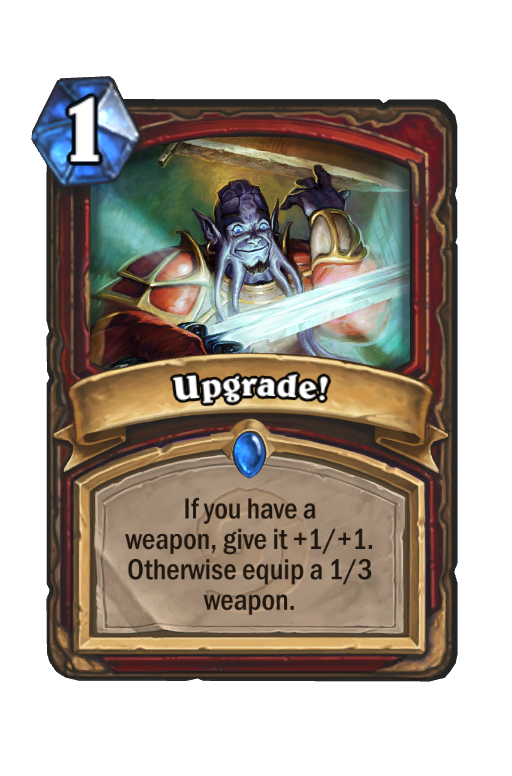 1
Upgrade!
If you have a
weapon, give it +1/+1.
Otherwise equip a 1/3
weapon.